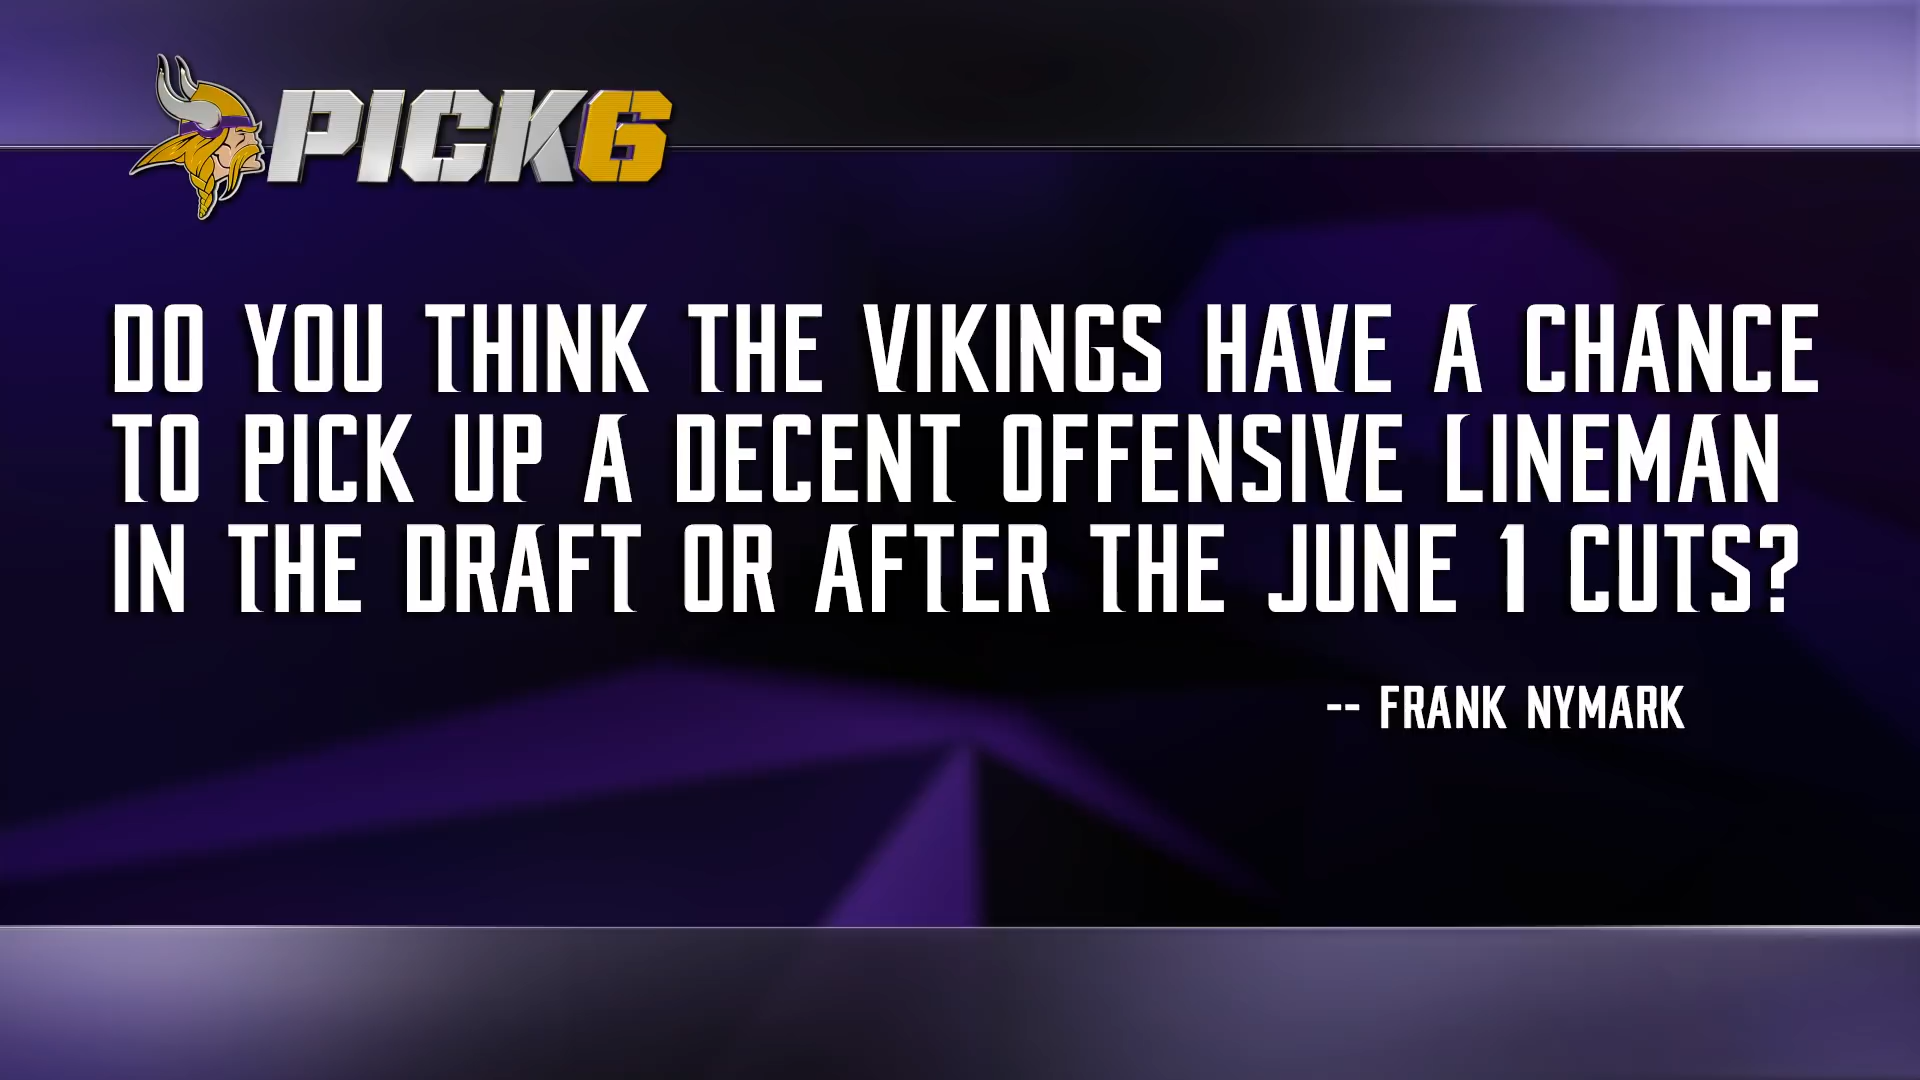 PICK6
DO YOU THINK THE VIKINGS HAVE A CHANCE
TO PICK UP A DECENT OFFENSIVE LINEMAN
IN THE DRAFT OR AFTER THE JUNE 1 CUTS?
-- FRANK NYMARK